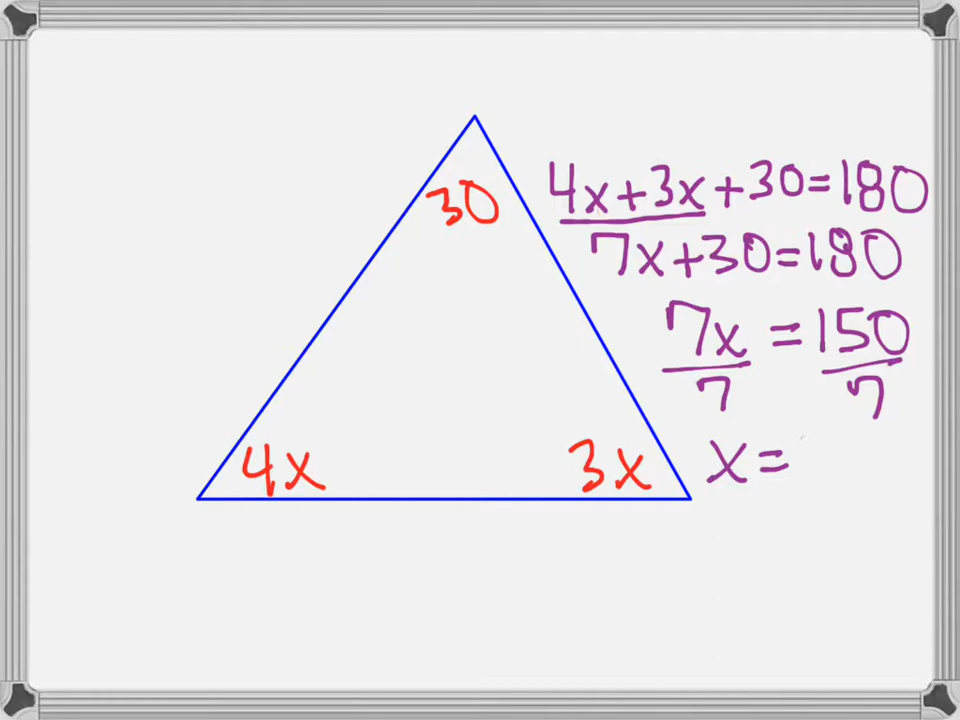 30
4x+3x+30=180
7x+30=180
7x = 150
7 7
4x 3x
x=